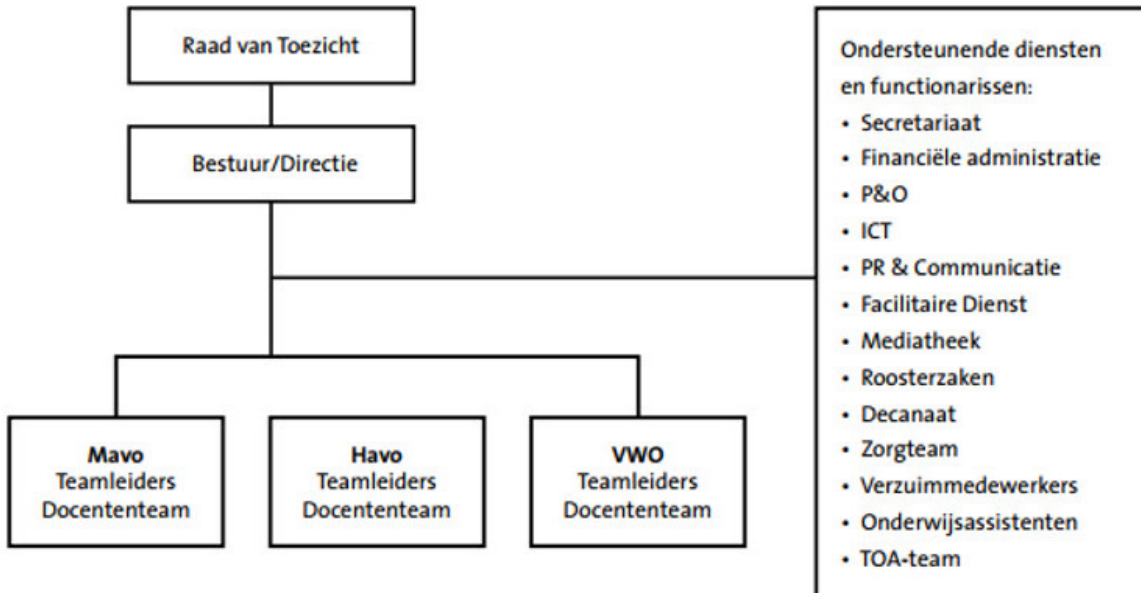 Raad van Toezicht
Bestuur/Directie
Mavo
Teamleiders
Docententeam
Havo
Teamleiders
Docententeam
VWO
Teamleiders
Docententeam
Ondersteunende diensten
en functionarissen:
• Secretariaat
• Financiële administratie
• P&O
• ICT
• PR & Communicatie
• Facilitaire Dienst
• Mediatheek
• Roosterzaken
• Decanaat
• Zorgteam
• Verzuimmedewerkers
• Onderwijsassistenten
• TOA-team